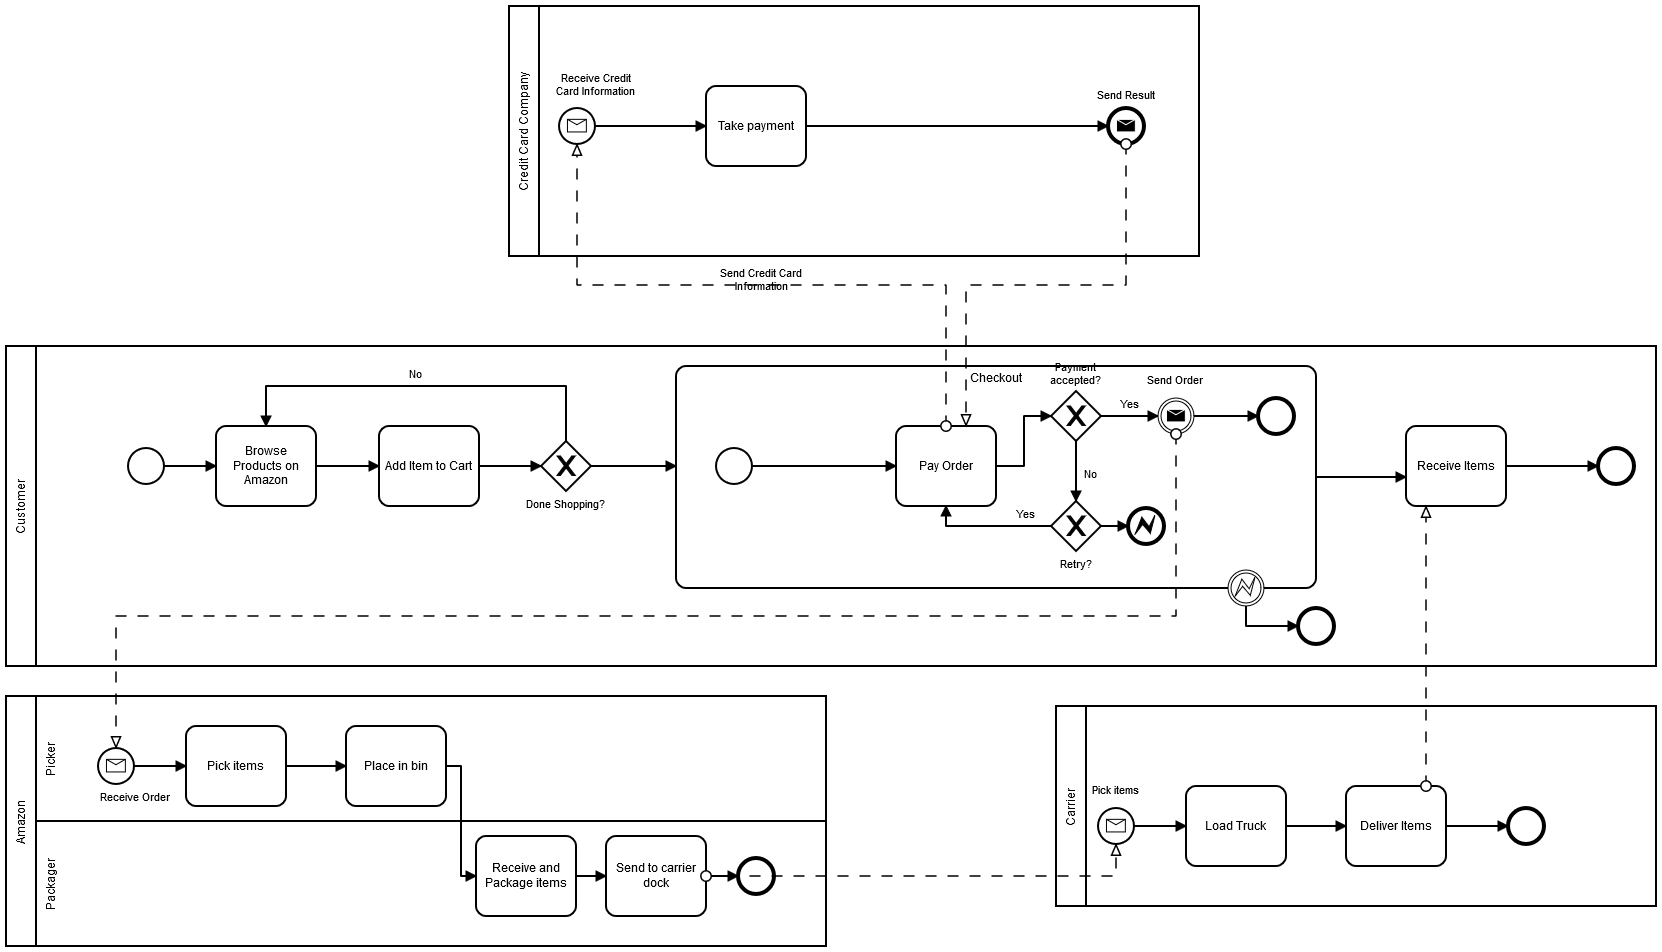 Credit Card Company
Receive Credit
Card Information
Take payment
Send Result
Send Credit Card
Information
Customer
No
Browse
Products on
Amazon
Add Item to Cart
Done Shopping?
Checkout
Pay Order
Payment
accepted?
Yes
Send Order
No
Yes
Retry?
Receive Items
Amazon
Picker
Receive Order
Pick items
Place in bin
Packager
Receive and
Package items
Send to carrier
dock
Carrier
Pick items
Load Truck
Deliver Items